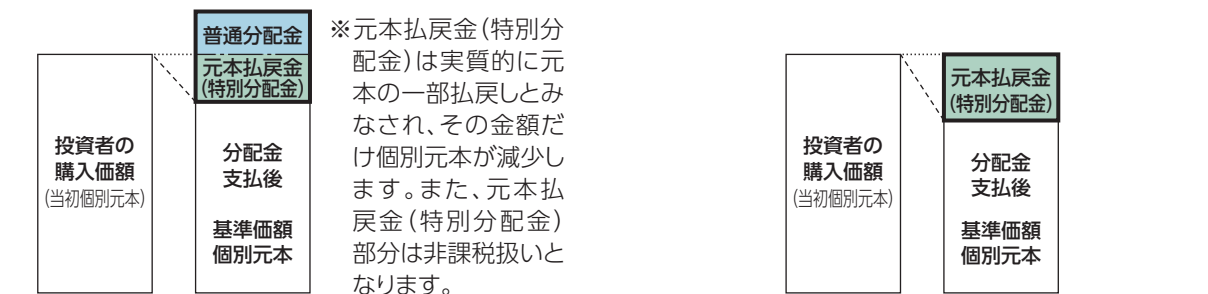 普通分配金
元本払戻金
(特別分配金)
投資者の
購入価額
(当初個別元本)
分配金
支払後
基準価額
個別元本
※元本払戻金(特別分
配金)は実質的に元
本の一部払戻しとみ
なされ、その金額だ
け個別元本が減少し
ます。また、元本払
戻金(特別分配金)
部分は非課税扱いと
なります。
元本払戻金
(特別分配金)
投資者の
購入価額
(当初個別元本)
分配金
支払後
基準価額
個別元本